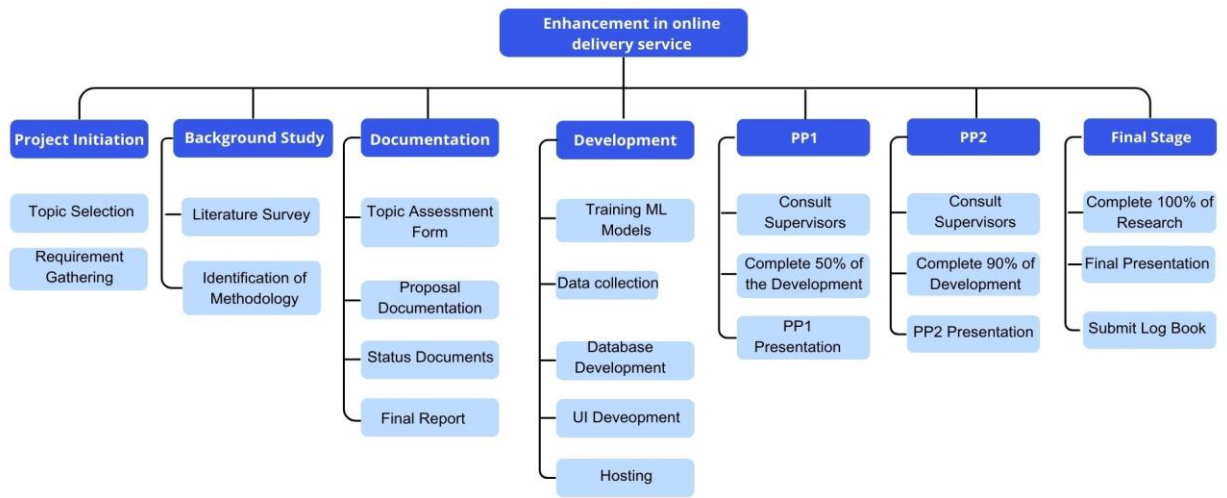 Enhancement in online
delivery service
Project Initiation
Topic Selection
Requirement
Gathering
Background Study
Literature Survey
Identification of
Methodology
Documentation
Topic Assessment
Form
Proposal
Documentation
Status Documents
Final Report
Development
Training ML
Models
Data collection
Database
Development
UI Deveopment
Hosting
PP1
Consult
Supervisors
Complete 50% of
the Development
PP1
Presentation
PP2
Consult
Supervisors
Complete 90% of
Development
PP2 Presentation
Final Stage
Complete 100% of
Research
Final Presentation
Submit Log Book